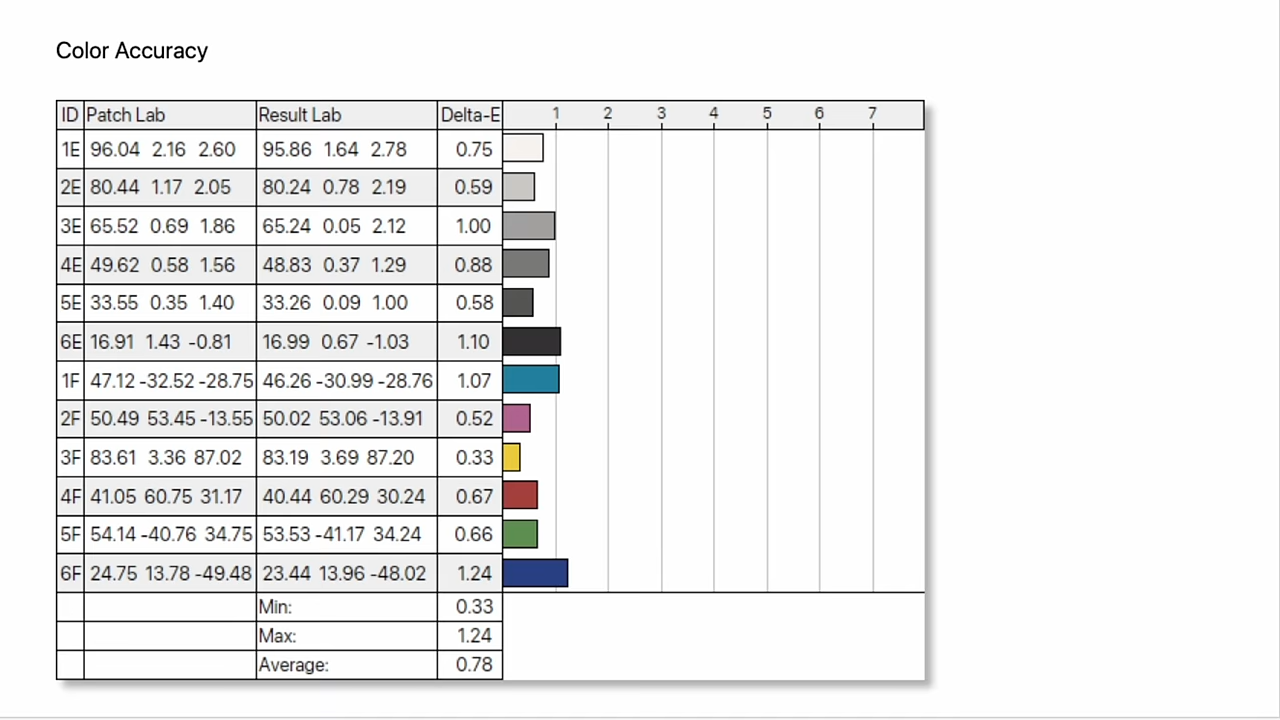 Color Accuracy
ID Patch Lab Result Lab Delta-E 1 2 3 4 5 6 7
1E 96.04 2.16 2.60 95.86 1.64 2.78 0.75
2E 80.44 1.17 2.05 80.24 0.78 2.19 0.59
3E 65.52 0.69 1.86 65.24 0.05 2.12 1.00
4E 49.62 0.58 1.56 48.83 0.37 1.29 0.88
5E 33.55 0.35 1.40 33.26 0.09 1.00 0.58
6E 16.91 1.43 -0.81 16.99 0.67 -1.03 1.10
1F 47.12 -32.52 -28.75 46.26 -30.99 -28.76 1.07
2F 50.49 53.45 -13.55 50.02 53.06 -13.91 0.52
3F 83.61 3.36 87.02 83.19 3.69 87.20 0.33
4F 41.05 60.75 31.17 40.44 60.29 30.24 0.67
5F 54.14 -40.76 34.75 53.53 -41.17 34.24 0.66
6F 24.75 13.78 -49.48 23.44 13.96 -48.02 1.24
Min: 0.33
Max: 1.24
Average: 0.78